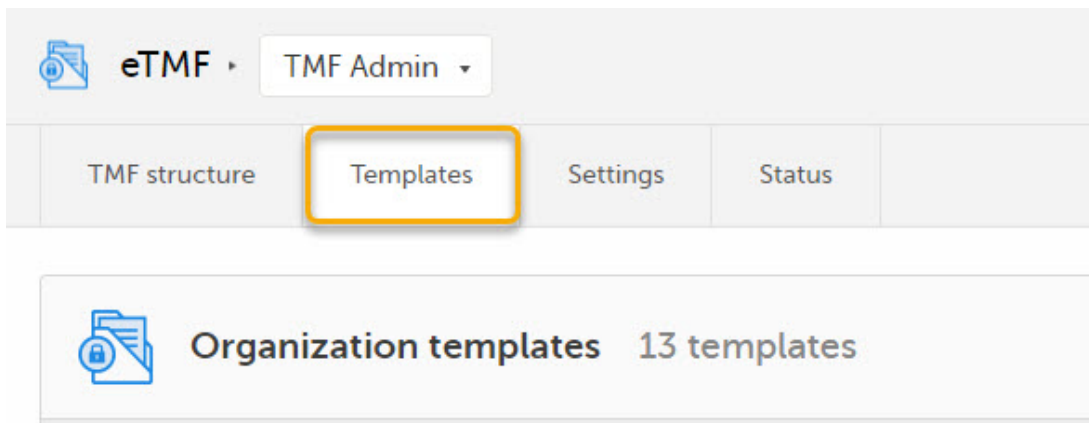 eTMF TMF Admin
TMF structure Templates Settings Status
Organization templates 13 templates